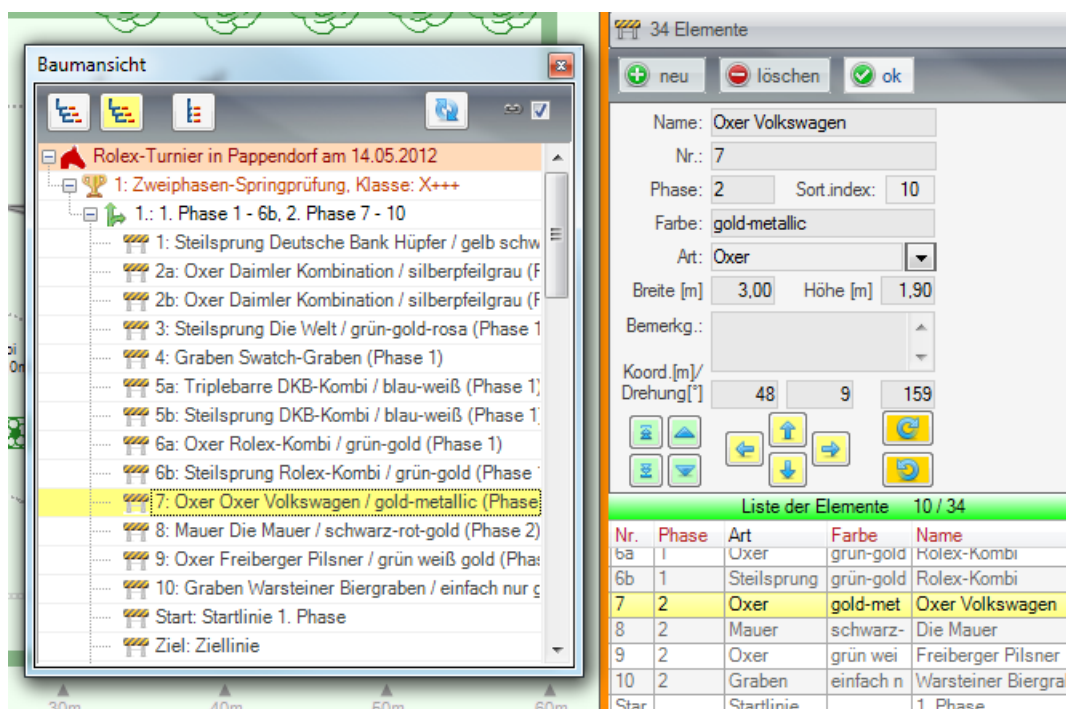 Baumansicht
Rolex-Turnier in Pappendorf am 14.05.2012
1: Zweiphasen-Springprüfung, Klasse: X+++
1.: 1. Phase 1 - 6b, 2. Phase 7 - 10
1: Steilsprung Deutsche Bank Hüpfer / gelb schw
2a: Oxer Daimler Kombination / silberpfeilgrau (F
2b: Oxer Daimler Kombination / silberpfeilgrau (F
3: Steilsprung Die Welt / grün-gold-rosa (Phase 1
4: Graben Swatch-Graben (Phase 1)
5a: Triplebarre DKB-Kombi / blau-weiß (Phase 1)
5b: Steilsprung DKB-Kombi / blau-weiß (Phase 1
6a: Oxer Rolex-Kombi / grün-gold (Phase 1)
6b: Steilsprung Rolex-Kombi / grün-gold (Phase
7: Oxer Oxer Volkswagen / gold-metallic (Phase
8: Mauer Die Mauer / schwarz-rot-gold (Phase 2)
9: Oxer Freiberger Pilsner / grün weiß gold (Phas
10: Graben Warsteiner Biergraben / einfach nur g
Start: Startlinie 1. Phase
Ziel: Ziellinie
30m 40m 50m 60m
34 Elemente
neu löschen ok
Name: Oxer Volkswagen
Nr.: 7
Phase: 2 Sort.index: 10
Farbe: gold-metallic
Art: Oxer
Breite [m] 3,00 Höhe [m] 1,90
Bemerkg.:
Koord.[m]/
Drehung[°] 48 9 159
Liste der Elemente 10 / 34
Nr. Phase Art Farbe Name
6a 1 Oxer grün-gold Rolex-Kombi
6b 1 Steilsprung grün-gold Rolex-Kombi
7 2 Oxer gold-met Oxer Volkswagen
8 2 Mauer schwarz- Die Mauer
9 2 Oxer grün wei Freiberger Pilsner
10 2 Graben einfach n Warsteiner Biergral
Star Startlinie 1. Phase